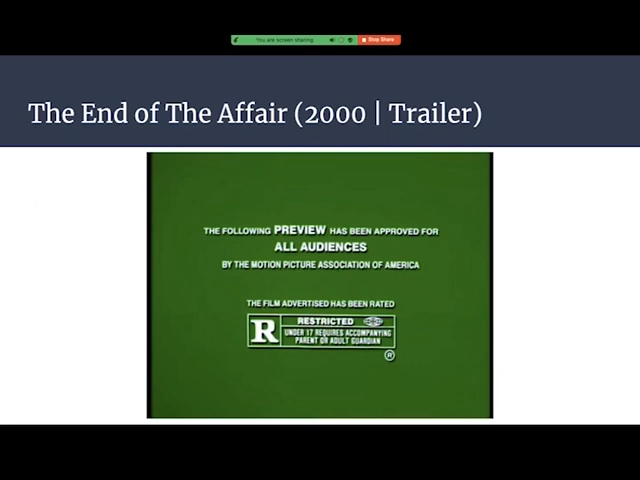 You are screen sharing
Stop Share
The End of The Affair (2000 | Trailer)
THE FOLLOWING PREVIEW HAS BEEN APPROVED FOR
ALL AUDIENCES
BY THE MOTION PICTURE ASSOCIATION OF AMERICA
THE FILM ADVERTISED HAS BEEN RATED
R RESTRICTED
UNDER 17 REQUIRES ACCOMPANYING
PARENT OR ADULT GUARDIAN
®